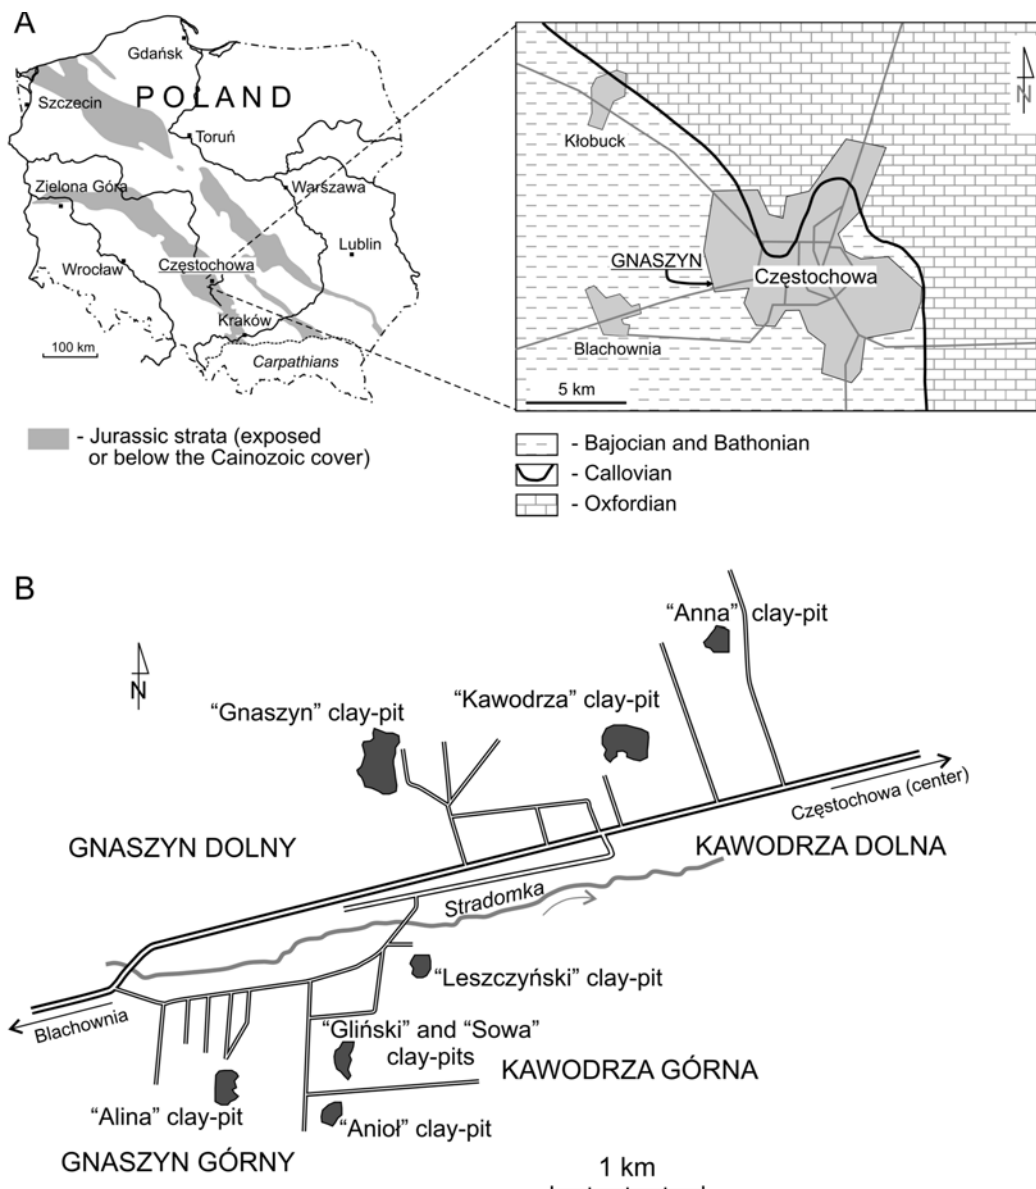 A
Gdańsk
POLAND
Szczecin
Toruń
Zielona Góra
Warszawa
Lublin
Wrocław
Częstochowa
Kraków
100 km
Carpathians
N
Kłobuck
GNASZYN
Częstochowa
Blachownia
5 km
- Jurassic strata (exposed
or below the Cainozoic cover)
- Bajocian and Bathonian
- Callovian
- Oxfordian
B
N
“Anna” clay-pit
“Gnaszyn” clay-pit
“Kawodrza” clay-pit
Częstochowa (center)
GNASZYN DOLNY
KAWODRZA DOLNA
Stradomka
“Leszczyński” clay-pit
Blachownia
“Gliński” and “Sowa”
clay-pits
KAWODRZA GÓRNA
“Alina” clay-pit
“Anioł” clay-pit
GNASZYN GÓRNY
1 km